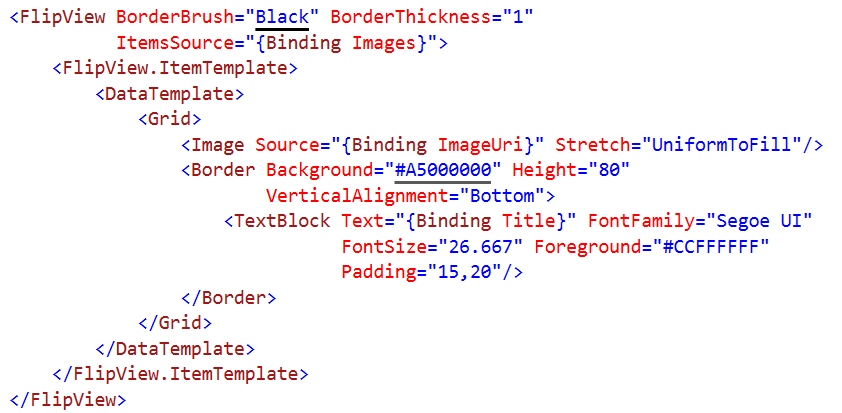 <FlipView BorderBrush="Black" BorderThickness="1"
ItemsSource="{Binding Images}">
<FlipView.ItemTemplate>
<DataTemplate>
<Grid>
<Image Source="{Binding ImageUri}" Stretch="UniformToFill"/>
<Border Background="#A5000000" Height="80"
VerticalAlignment="Bottom">
<TextBlock Text="{Binding Title}" FontFamily="Segoe UI"
FontSize="26.667" Foreground="#CCFFFFFF"
Padding="15,20"/>
</Border>
</Grid>
</DataTemplate>
</FlipView.ItemTemplate>
</FlipView>